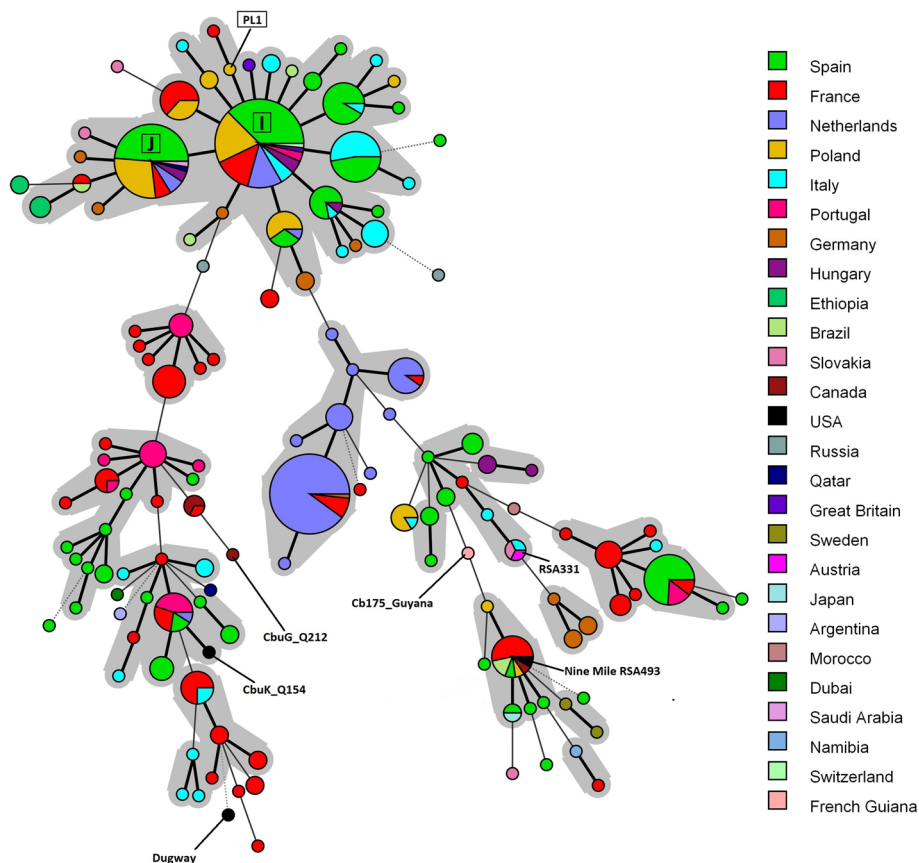 PL1
I
J
Spain
France
Netherlands
Poland
Italy
Portugal
Germany
Hungary
Ethiopia
Brazil
Slovakia
Canada
USA
Russia
Qatar
Great Britain
Sweden
Austria
Japan
Argentina
Morocco
Dubai
Saudi Arabia
Namibia
Switzerland
French Guiana
RSA331
Cb175_Guyana
CbuG_Q212
Nine Mile RSA493
CbuK_Q154
Dugway